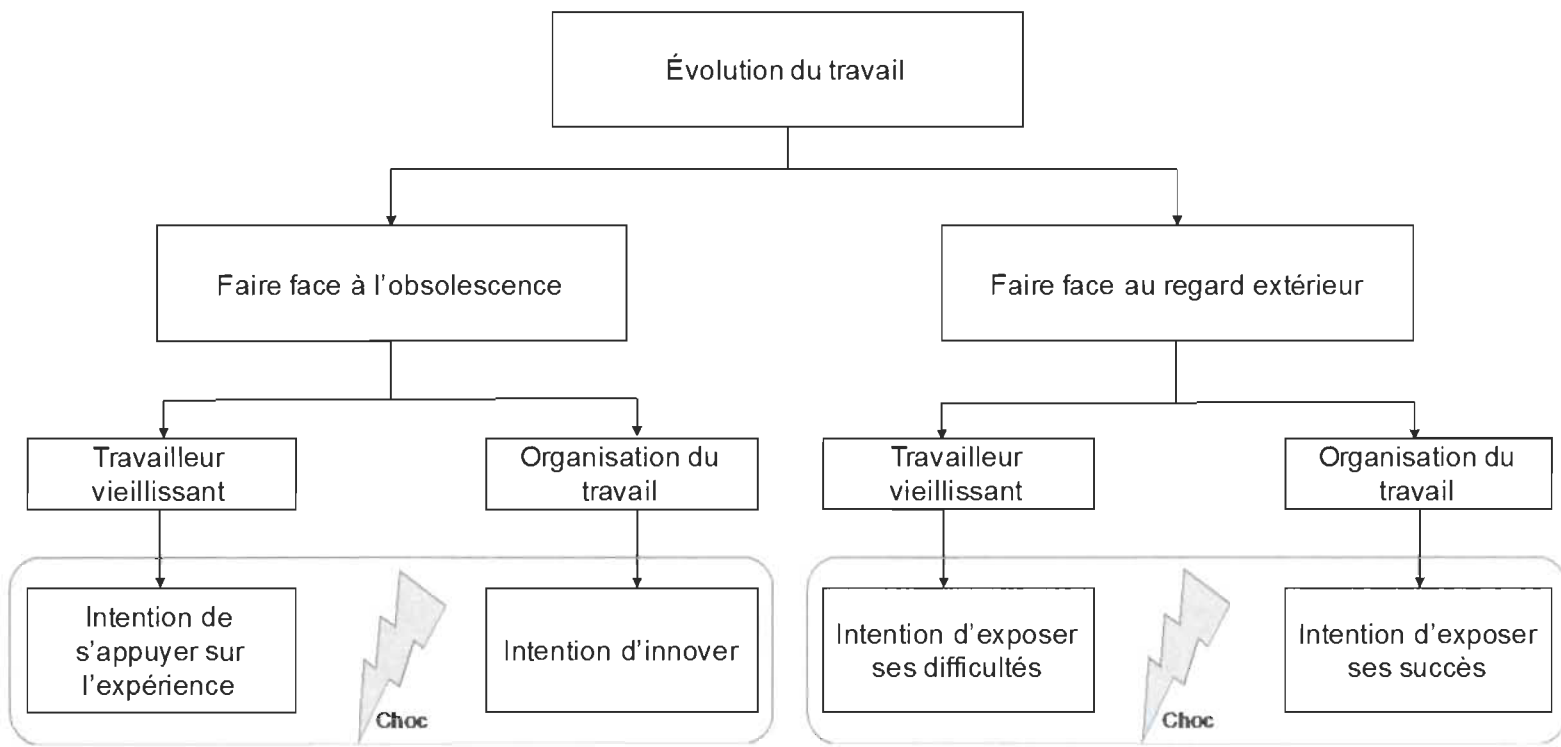 Évolution du travail
Faire face à l'obsolescence
Faire face au regard extérieur
Travailleur
vieillissant
Organisation du
travail
Travailleur
vieillissant
Organisation du
travail
Intention de
s'appuyer sur
l'expérience
Choc
Intention d'innover
Intention d'exposer
ses difficultés
Choc
Intention d'exposer
ses succès